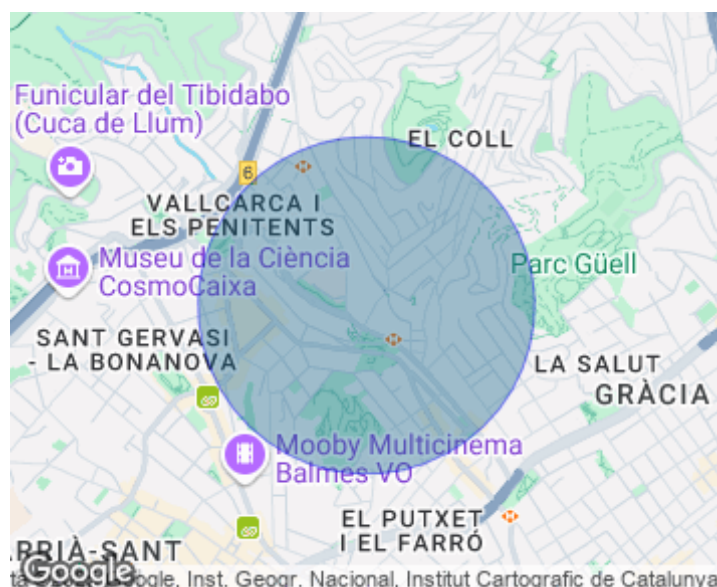 Funicular del Tibidabo
(Cuca de Llum)
EL COLL
6
VALLCARCA I
ELS PENITENTS
Museu de la Ciència
CosmoCaixa
Parc Güell
SANT GERVASI
- LA BONANOVA
LA SALUT
GRÀCIA
Mooby Multicinema
Balmes VO
EL PUTXET
I EL FARRÓ
ARRIÀ-SANT
Google
Inst. Geogr. Nacional, Institut Cartogràfic de Catalunya